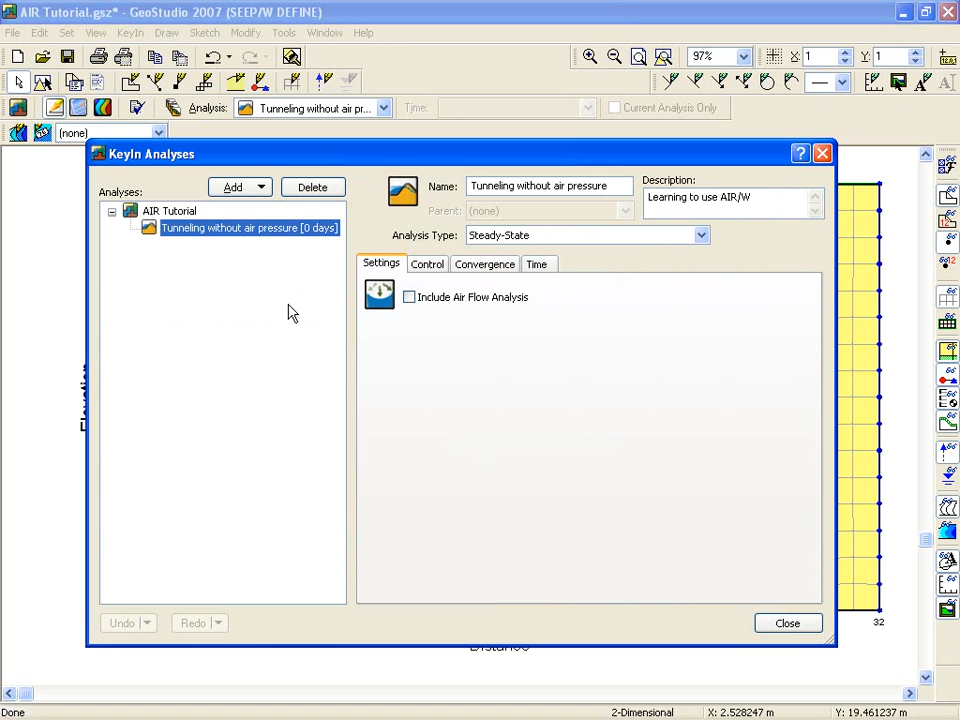 AIR Tutorial.gsz* - GeoStudio 2007 (SEEP/W DEFINE)
File Edit Set View KeyIn Draw Sketch Modify Tools Window Help
97% X: 1 Y: 1
Analysis: Tunneling without air pr... Time: Current Analysis Only
(none)
KeyIn Analyses
Analyses: Add Delete
Name: Tunneling without air pressure
Description:
Learning to use AIR/W
AIR Tutorial
Parent: (none)
Tunneling without air pressure [0 days]
Analysis Type: Steady-State
Settings Control Convergence Time
Include Air Flow Analysis
Elevation
Undo Redo Close
32
Distance
Done 2-Dimensional X: 2.528247 m Y: 19.461237 m